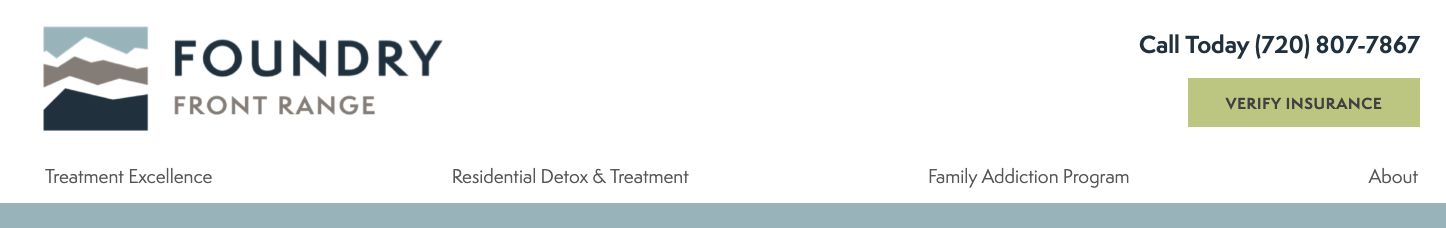 FOUNDRY
FRONT RANGE
Call Today (720) 807-7867
VERIFY INSURANCE
Treatment Excellence
Residential Detox & Treatment
Family Addiction Program
About